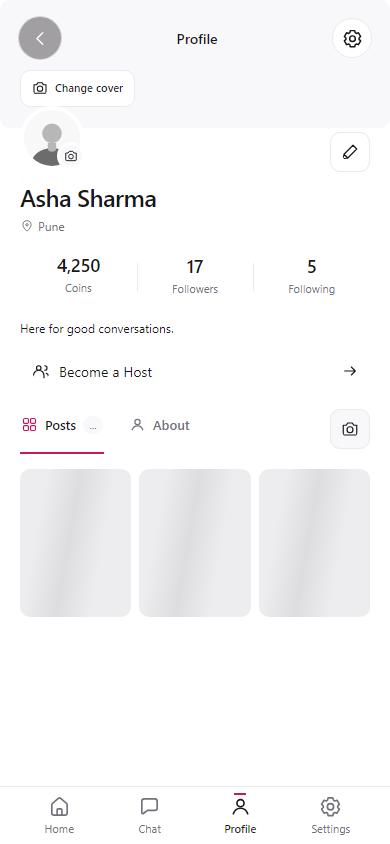 Profile
Change cover
Asha Sharma
Pune
4,250 17 5
Coins Followers Following
Here for good conversations.
Become a Host
Posts ... About
Home Chat Profile Settings